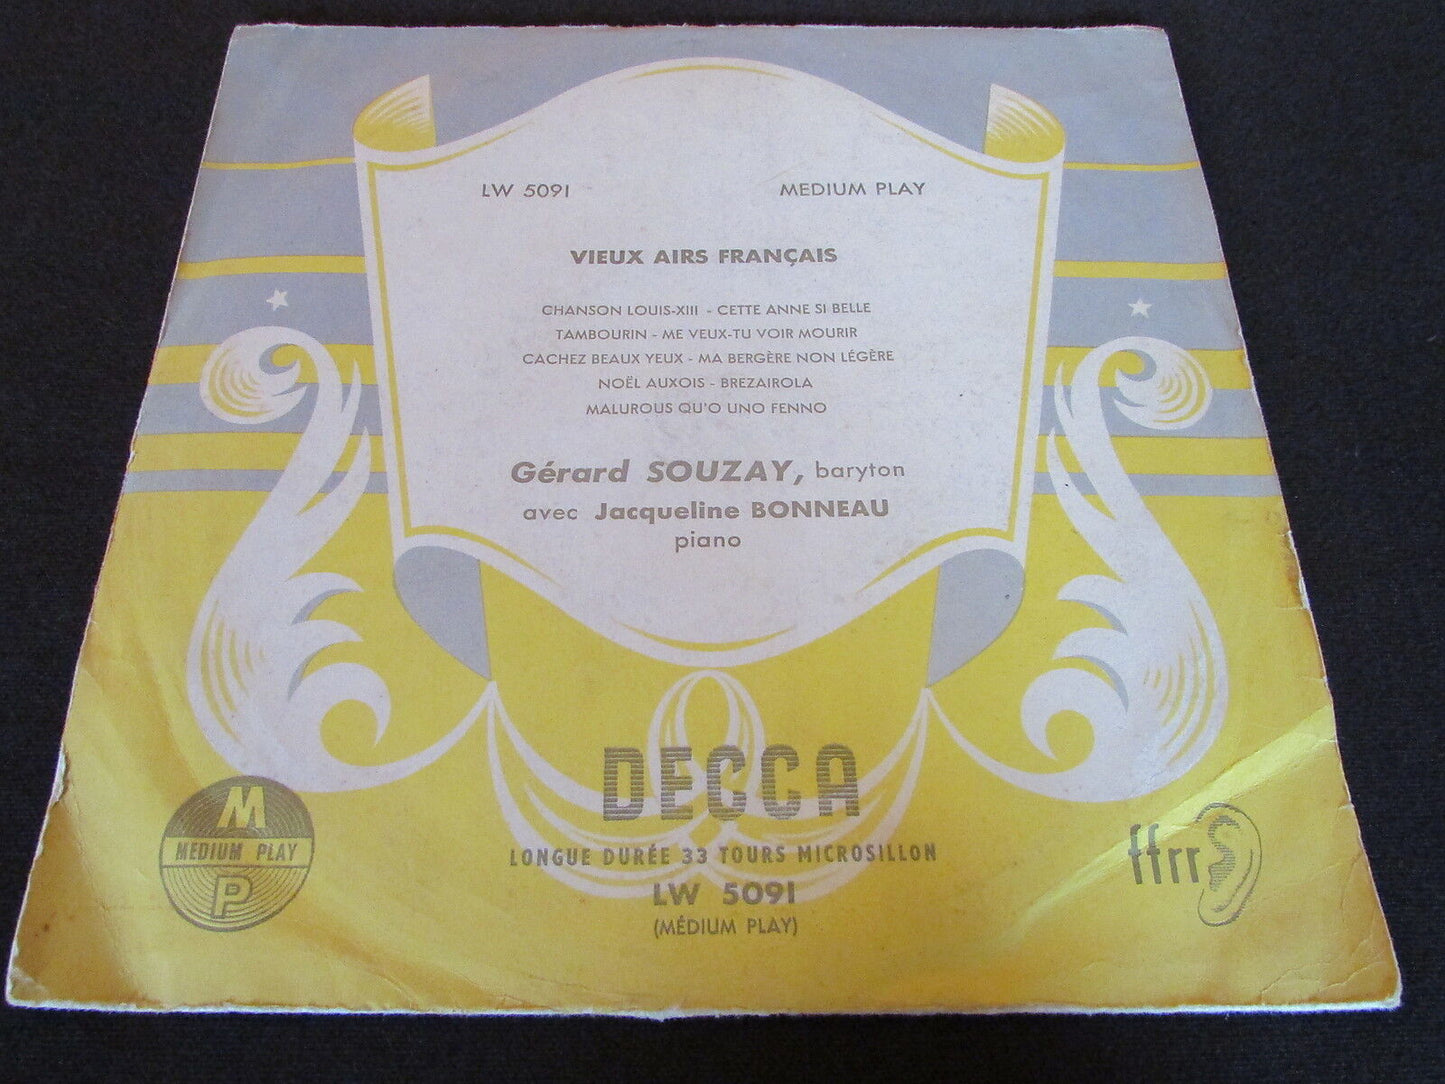 LW 5091 MEDIUM PLAY
VIEUX AIRS FRANÇAIS
CHANSON LOUIS-XIII - CETTE ANNE SI BELLE
TAMBOURIN - ME VEUX-TU VOIR MOURIR
CACHEZ BEAUX YEUX - MA BERGÈRE NON LÉGÈRE
NOËL AUXOIS - BREZAIROLA
MALUROUS QU'O UNO FENNO
Gérard SOUZAY, baryton
avec Jacqueline BONNEAU
piano
DECCA
LONGUE DURÉE 33 TOURS MICROSILLON
LW 5091
(MÉDIUM PLAY)
M
MEDIUM PLAY
P
ffrr